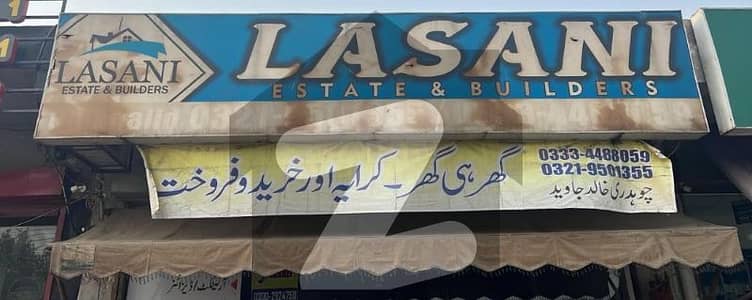 LASANI
ESTATE & BUILDERS
LASANI
ESTATE & BUILDERS
گھر ہی گھر ۔ کرایہ اور خرید و فروخت
0333-4488059
0321-9501355
چوہدری خالد جاوید